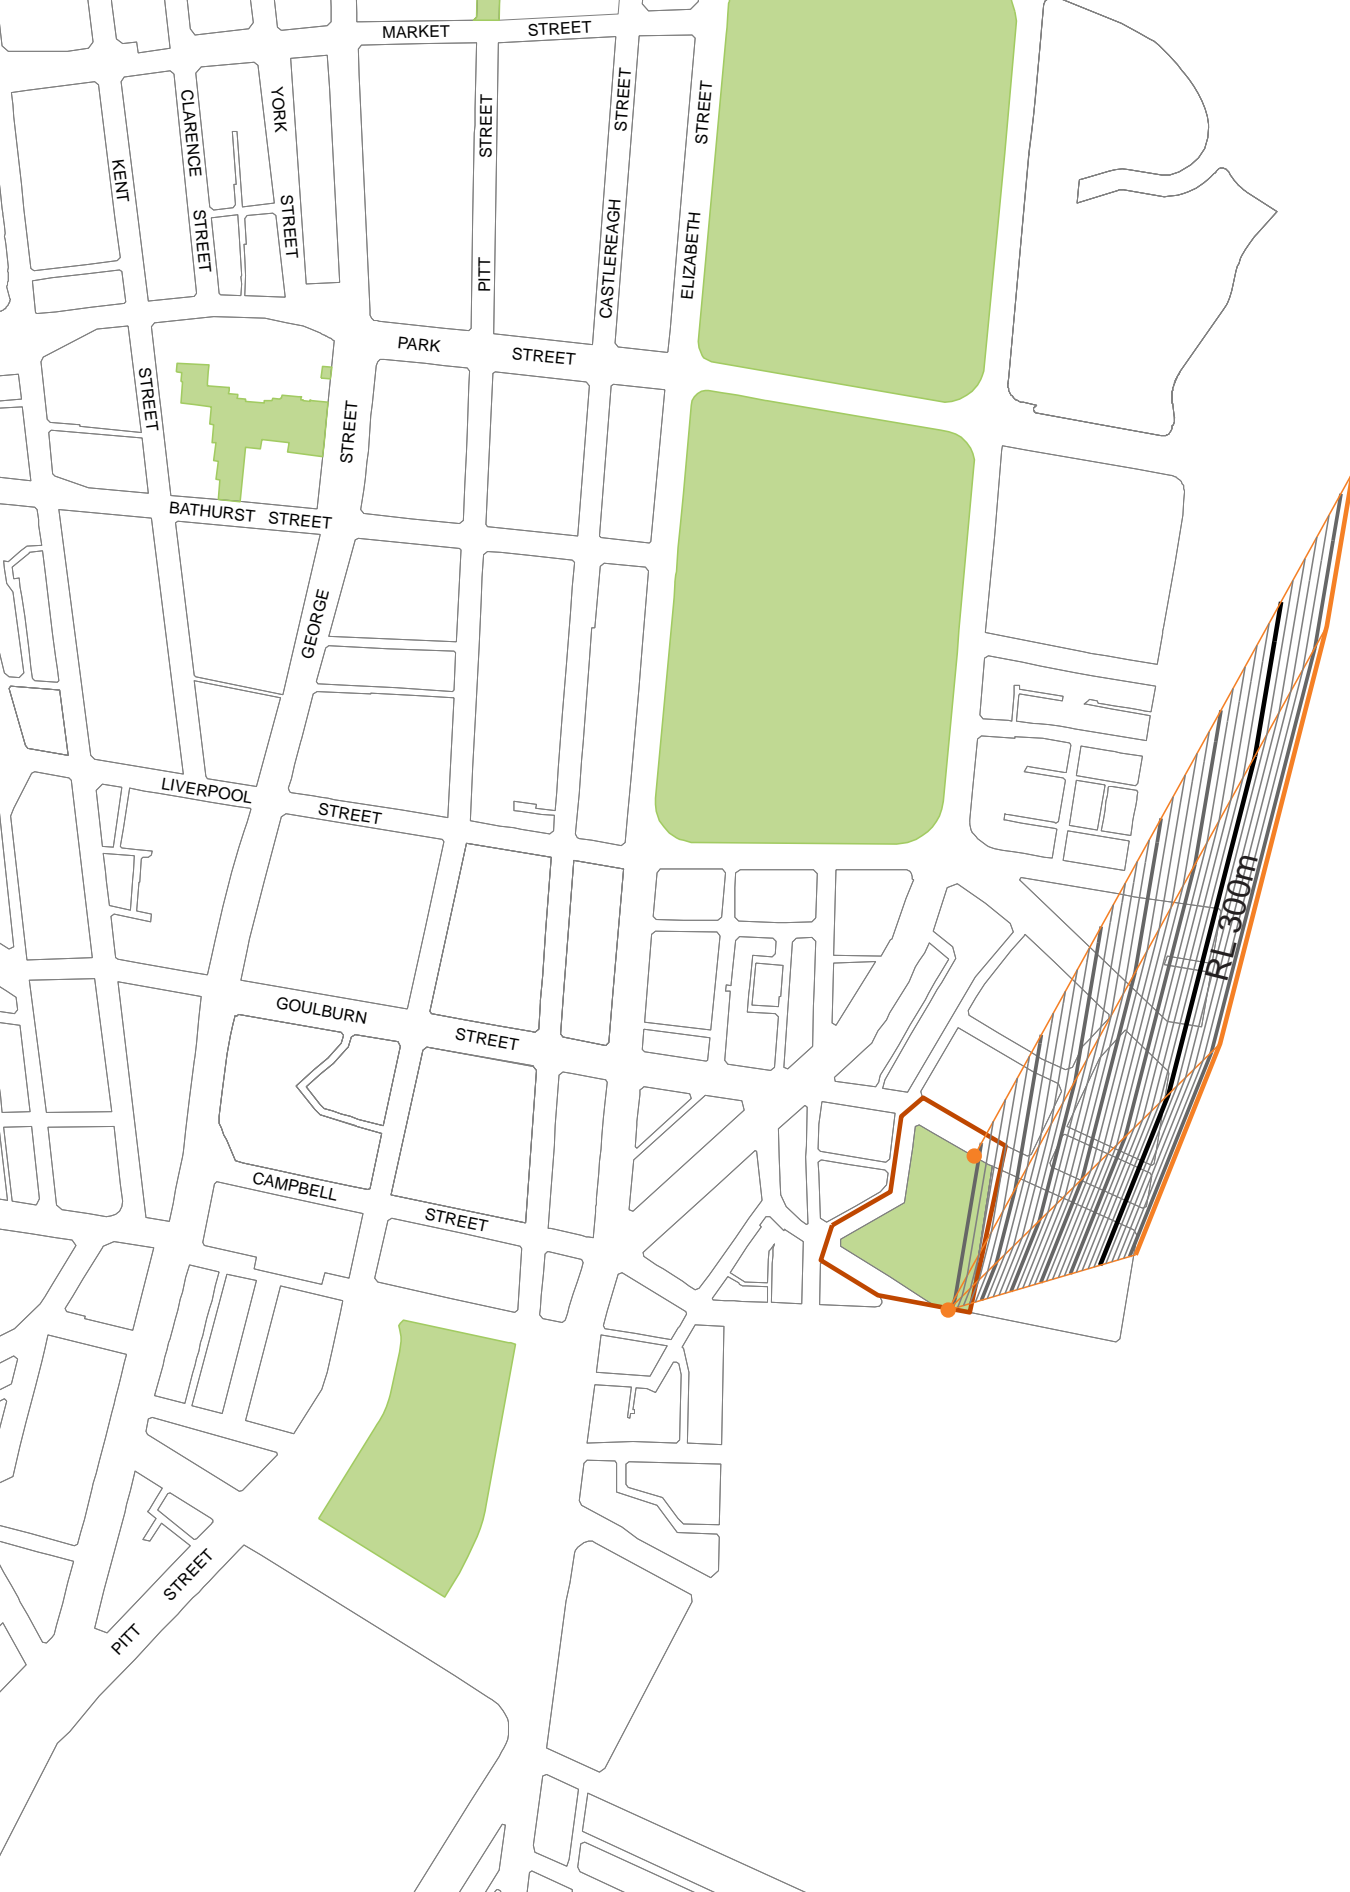 MARKET STREET
CLARENCE STREET
YORK STREET
KENT STREET
PITT STREET
CASTLEREAGH STREET
ELIZABETH STREET
PARK STREET
GEORGE STREET
BATHURST STREET
LIVERPOOL STREET
RL 300m
GOULBURN STREET
CAMPBELL STREET
PITT STREET